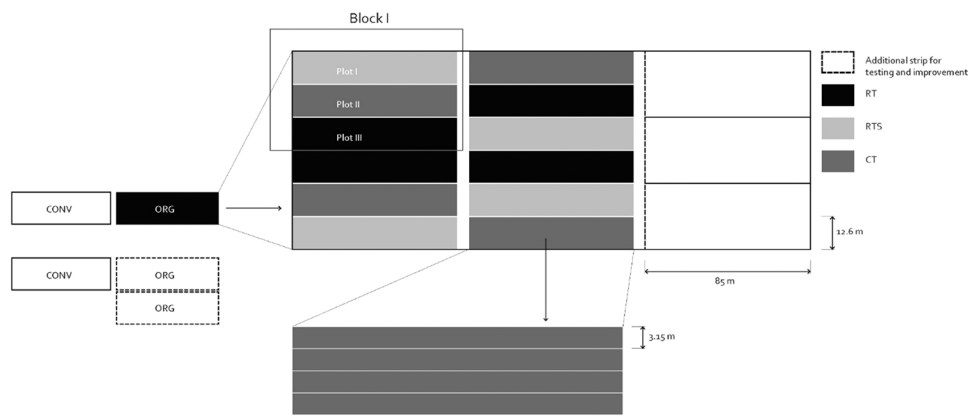 Block I
Plot I
Plot II
Plot III
Additional strip for
testing and improvement
RT
RTS
CT
CONV
ORG
12.6 m
85 m
CONV
ORG
ORG
3.15 m